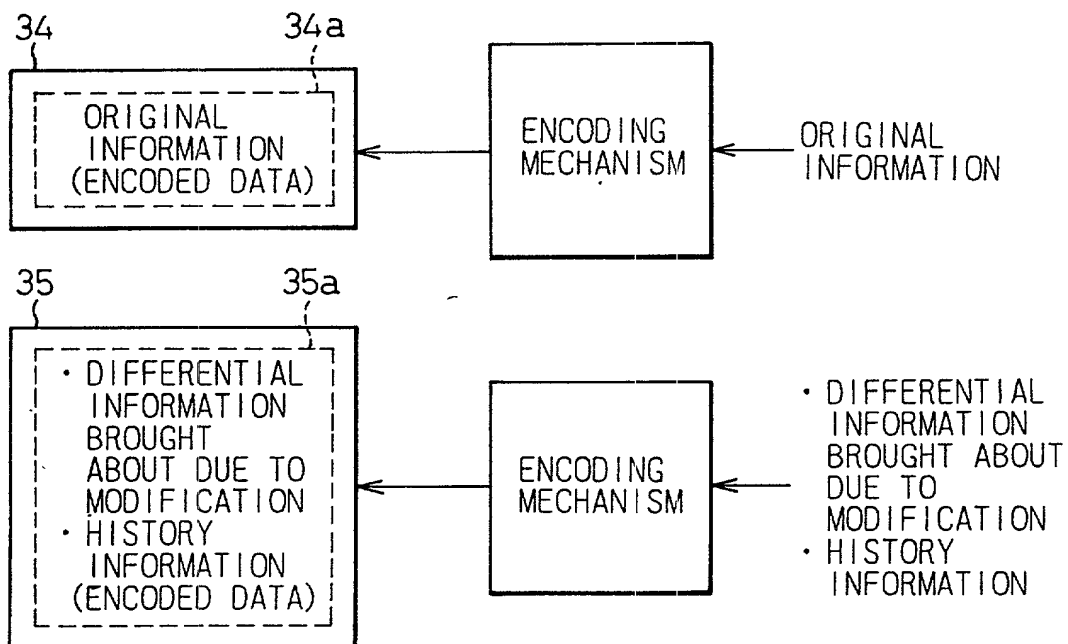 34
34a
ORIGINAL
INFORMATION
(ENCODED DATA)
ENCODING
MECHANISM
ORIGINAL
INFORMATION
35
35a
· DIFFERENTIAL
INFORMATION
BROUGHT
ABOUT DUE TO
MODIFICATION
· HISTORY
INFORMATION
(ENCODED DATA)
ENCODING
MECHANISM
· DIFFERENTIAL
INFORMATION
BROUGHT ABOUT
DUE TO
MODIFICATION
· HISTORY
INFORMATION